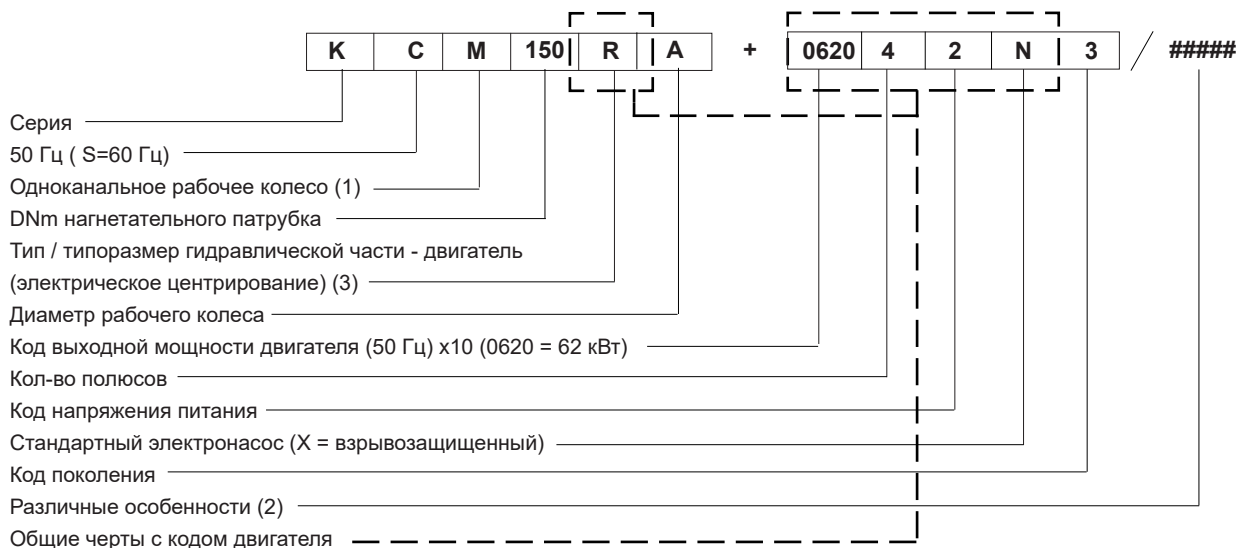 K C M 150 R A + 0620 4 2 N 3 / #####
Серия
50 Гц ( S=60 Гц)
Одноканальное рабочее колесо (1)
DNm нагнетательного патрубка
Тип / типоразмер гидравлической части - двигатель
(электрическое центрирование) (3)
Диаметр рабочего колеса
Код выходной мощности двигателя (50 Гц) x10 (0620 = 62 кВт)
Кол-во полюсов
Код напряжения питания
Стандартный электронасос (X = взрывозащищенный)
Код поколения
Различные особенности (2)
Общие черты с кодом двигателя